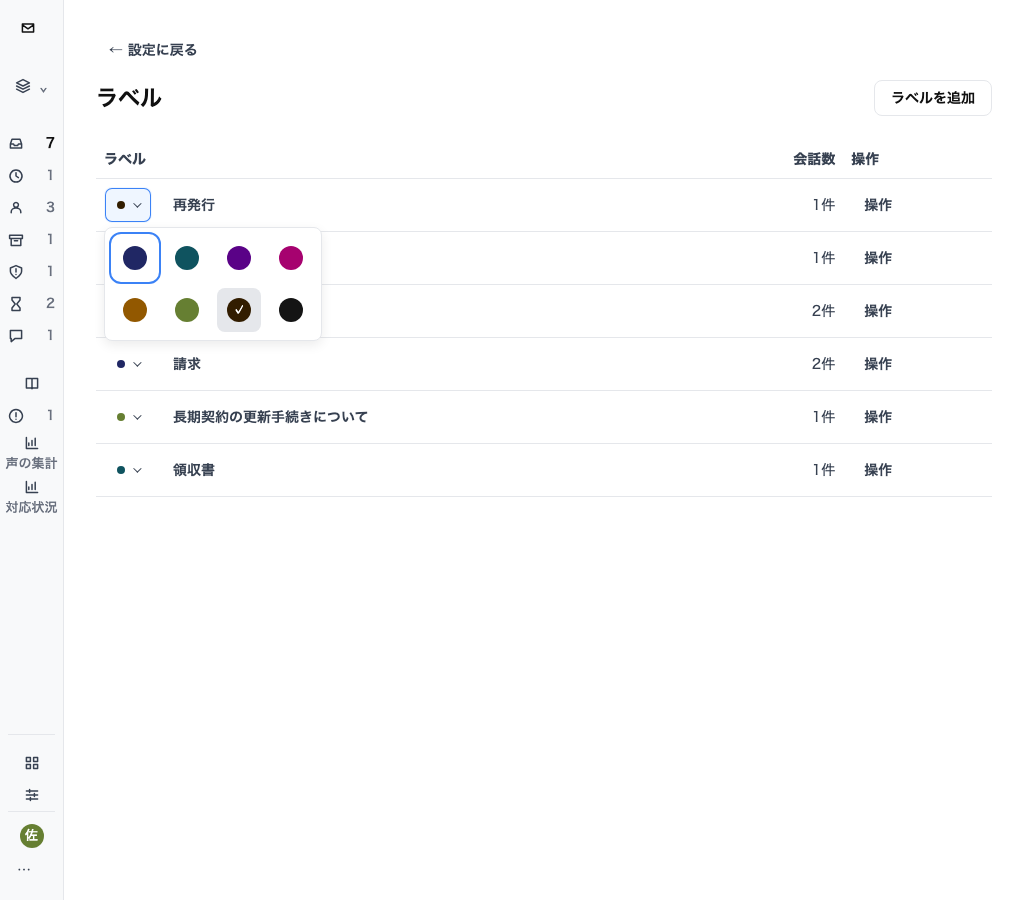 ← 設定に戻る
ラベル
ラベルを追加
ラベル 会話数 操作
再発行 1件 操作
1件 操作
2件 操作
請求 2件 操作
長期契約の更新手続きについて 1件 操作
領収書 1件 操作
7
1
3
1
1
2
1
1
声の集計
対応状況
佐
…